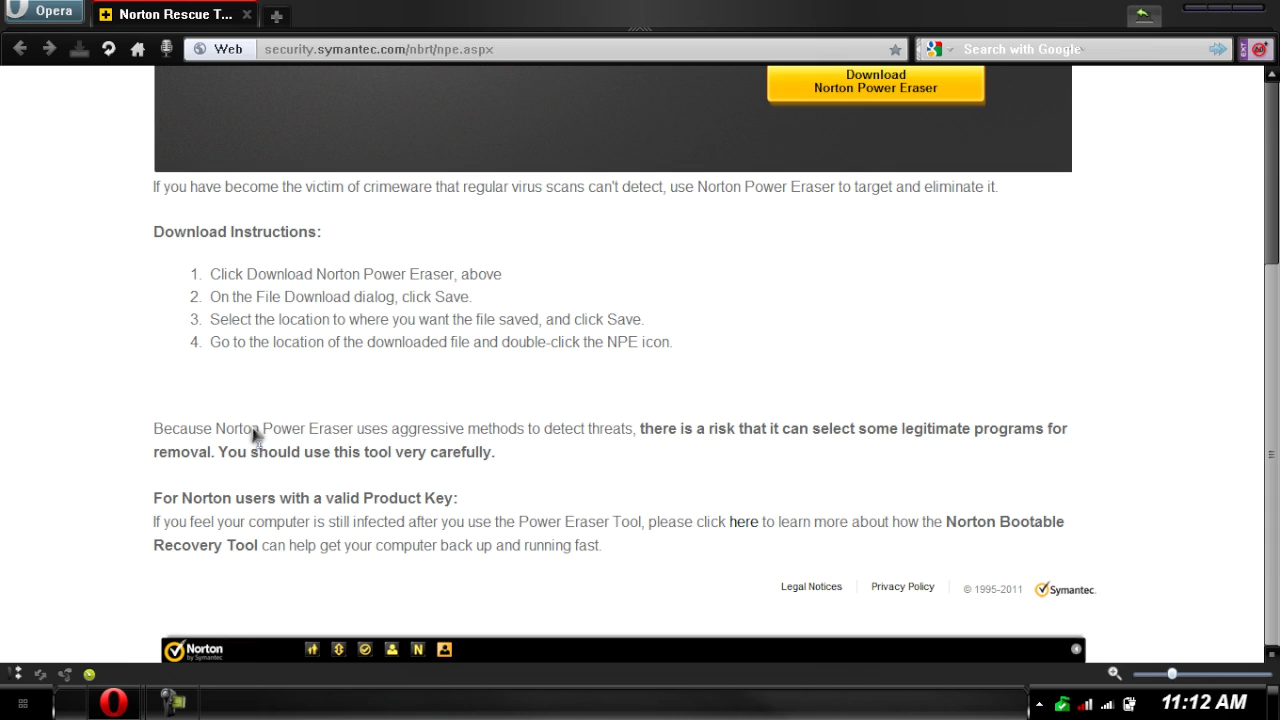 Opera
Norton Rescue T...
Web
security.symantec.com/nbrt/npe.aspx
Search with Google
Download
Norton Power Eraser
If you have become the victim of crimeware that regular virus scans can't detect, use Norton Power Eraser to target and eliminate it.
Download Instructions:
1. Click Download Norton Power Eraser, above
2. On the File Download dialog, click Save.
3. Select the location to where you want the file saved, and click Save.
4. Go to the location of the downloaded file and double-click the NPE icon.
Because Norton Power Eraser uses aggressive methods to detect threats, there is a risk that it can select some legitimate programs for
removal. You should use this tool very carefully.
For Norton users with a valid Product Key:
If you feel your computer is still infected after you use the Power Eraser Tool, please click here to learn more about how the Norton Bootable
Recovery Tool can help get your computer back up and running fast.
Legal Notices
Privacy Policy
© 1995-2011
Symantec.
Norton
by Symantec
N
11:12 AM